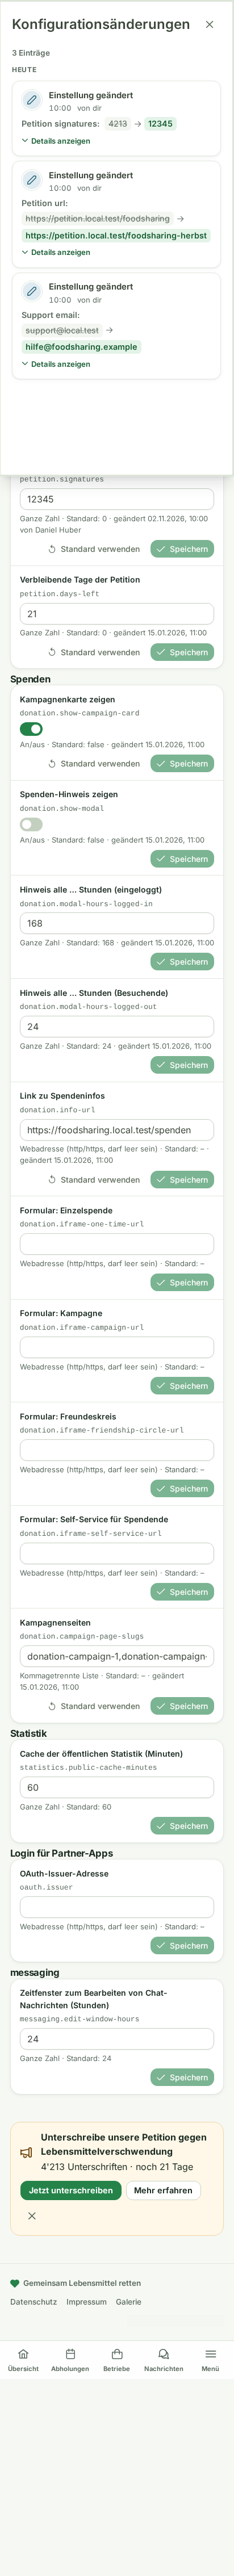 Konfigurationsänderungen
3 Einträge
HEUTE
Einstellung geändert
10:00 von dir
Petition signatures: 4213 → 12345
Details anzeigen
Einstellung geändert
10:00 von dir
Petition url:
https://petition.local.test/foodsharing →
https://petition.local.test/foodsharing-herbst
Details anzeigen
Einstellung geändert
10:00 von dir
Support email:
support@local.test →
hilfe@foodsharing.example
Details anzeigen
petition.signatures
12345
Ganze Zahl · Standard: 0 · geändert 02.11.2026, 10:00
von Daniel Huber
Standard verwenden Speichern
Verbleibende Tage der Petition
petition.days-left
21
Ganze Zahl · Standard: 0 · geändert 15.01.2026, 11:00
Standard verwenden Speichern
Spenden
Kampagnenkarte zeigen
donation.show-campaign-card
An/aus · Standard: false · geändert 15.01.2026, 11:00
Standard verwenden Speichern
Spenden-Hinweis zeigen
donation.show-modal
An/aus · Standard: false · geändert 15.01.2026, 11:00
Speichern
Hinweis alle … Stunden (eingeloggt)
donation.modal-hours-logged-in
168
Ganze Zahl · Standard: 168 · geändert 15.01.2026, 11:00
Speichern
Hinweis alle … Stunden (Besuchende)
donation.modal-hours-logged-out
24
Ganze Zahl · Standard: 24 · geändert 15.01.2026, 11:00
Speichern
Link zu Spendeninfos
donation.info-url
https://foodsharing.local.test/spenden
Webadresse (http/https, darf leer sein) · Standard: – ·
geändert 15.01.2026, 11:00
Standard verwenden Speichern
Formular: Einzelspende
donation.iframe-one-time-url
Webadresse (http/https, darf leer sein) · Standard: –
Speichern
Formular: Kampagne
donation.iframe-campaign-url
Webadresse (http/https, darf leer sein) · Standard: –
Speichern
Formular: Freundeskreis
donation.iframe-friendship-circle-url
Webadresse (http/https, darf leer sein) · Standard: –
Speichern
Formular: Self-Service für Spendende
donation.iframe-self-service-url
Webadresse (http/https, darf leer sein) · Standard: –
Speichern
Kampagnenseiten
donation.campaign-page-slugs
donation-campaign-1,donation-campaign-
Kommagetrennte Liste · Standard: – · geändert
15.01.2026, 11:00
Standard verwenden Speichern
Statistik
Cache der öffentlichen Statistik (Minuten)
statistics.public-cache-minutes
60
Ganze Zahl · Standard: 60
Speichern
Login für Partner-Apps
OAuth-Issuer-Adresse
oauth.issuer
Webadresse (http/https, darf leer sein) · Standard: –
Speichern
messaging
Zeitfenster zum Bearbeiten von Chat-
Nachrichten (Stunden)
messaging.edit-window-hours
24
Ganze Zahl · Standard: 24
Speichern
Unterschreibe unsere Petition gegen
Lebensmittelverschwendung
4'213 Unterschriften · noch 21 Tage
Jetzt unterschreiben Mehr erfahren
Gemeinsam Lebensmittel retten
Datenschutz Impressum Galerie
Übersicht Abholungen Betriebe Nachrichten Menü